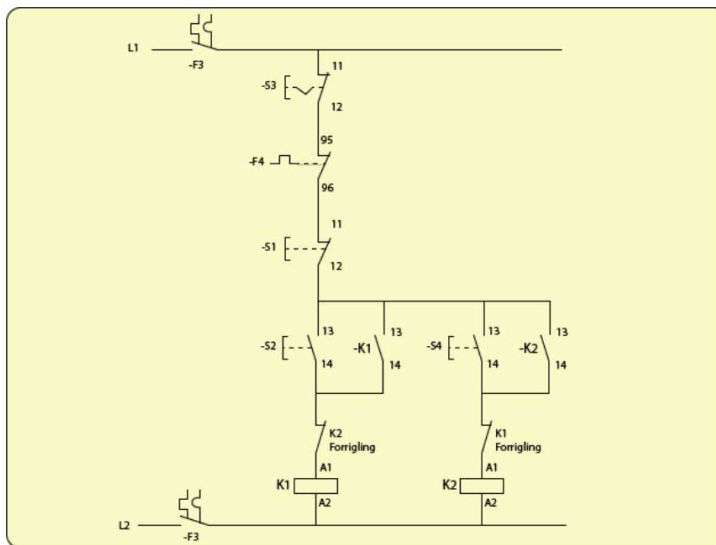 L1
-F3
11
-S3
12
95
-F4
96
11
-S1
12
13
13
13
13
-S2
-K1
-S4
-K2
14
14
14
14
K2
Forrigling
K1
Forrigling
A1
A1
K1
K2
A2
A2
L2
-F3